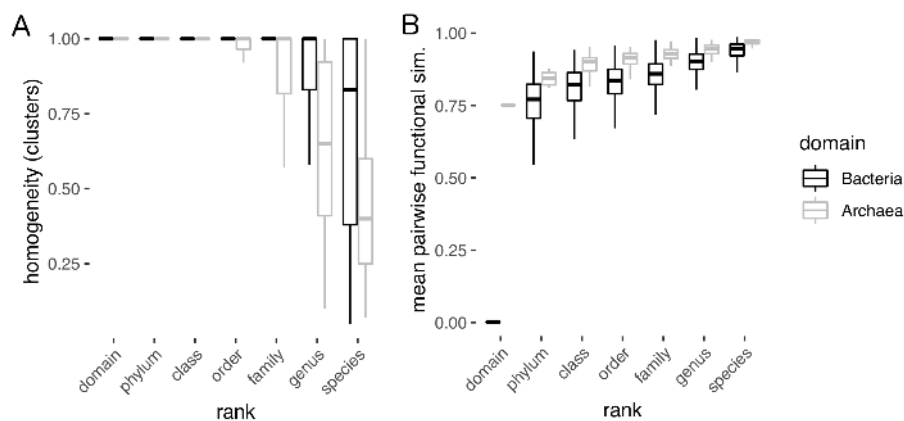 A
homogeneity (clusters)
1.00
0.75
0.50
0.25
domain
phylum
class
order
family
genus
species
rank
B
mean pairwise functional sim.
1.00
0.75
0.50
0.25
0.00
domain
phylum
class
order
family
genus
species
rank
domain
Bacteria
Archaea